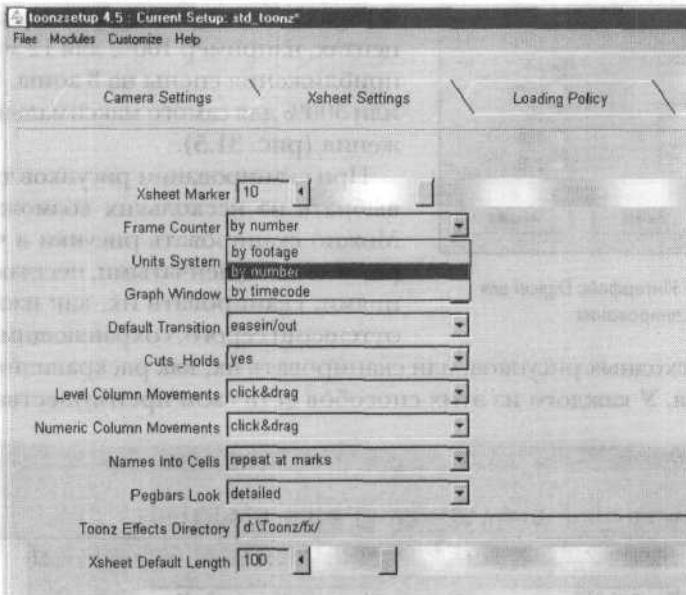 toonzsetup 4.5 : Current Setup: std_toonz*
Files Modules Customize Help
Camera Settings Xsheet Settings Loading Policy
Xsheet Marker 10
Frame Counter by number
by footage
Units System by number
Graph Window by timecode
Default Transition easein/out
Cuts_Holds yes
Level Column Movements click&drag
Numeric Column Movements click&drag
Names Into Cells repeat at marks
Pegbars Look detailed
Toonz Effects Directory d:\Toonz/fx/
Xsheet Default Length 100